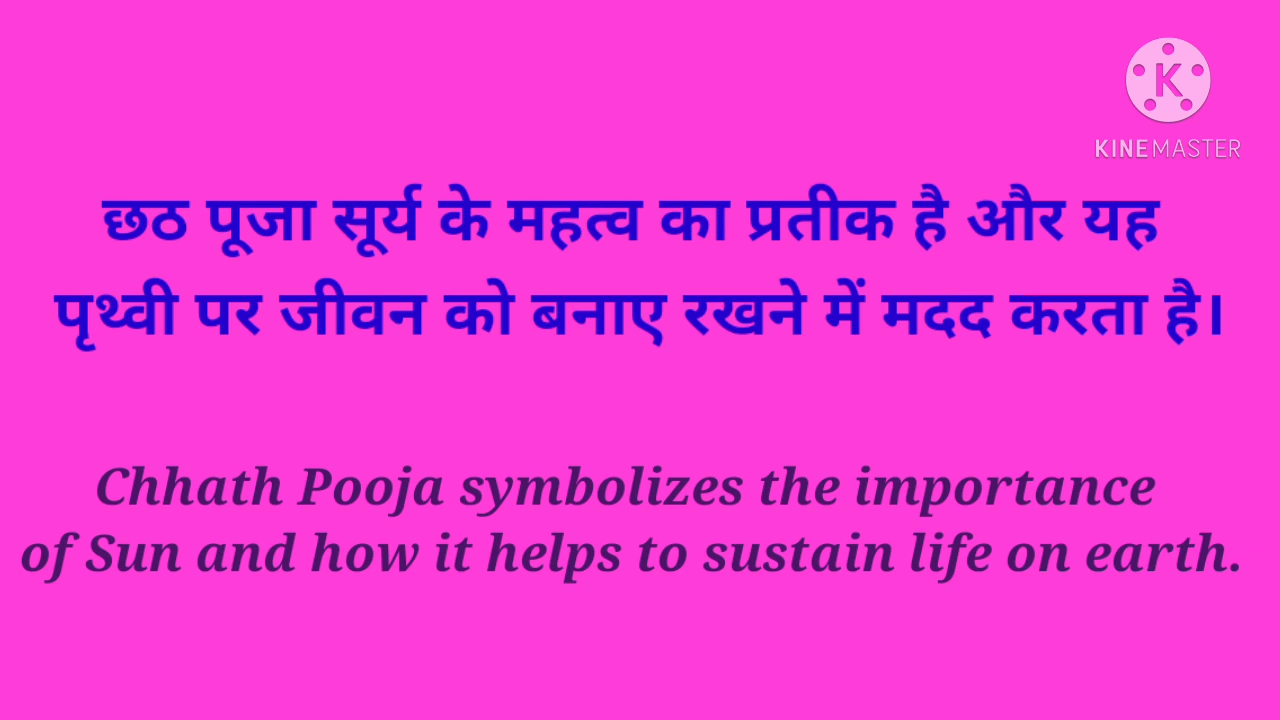 K
KINEMASTER
छठ पूजा सूर्य के महत्व का प्रतीक है और यह
पृथ्वी पर जीवन को बनाए रखने में मदद करता है।
Chhath Pooja symbolizes the importance
of Sun and how it helps to sustain life on earth.